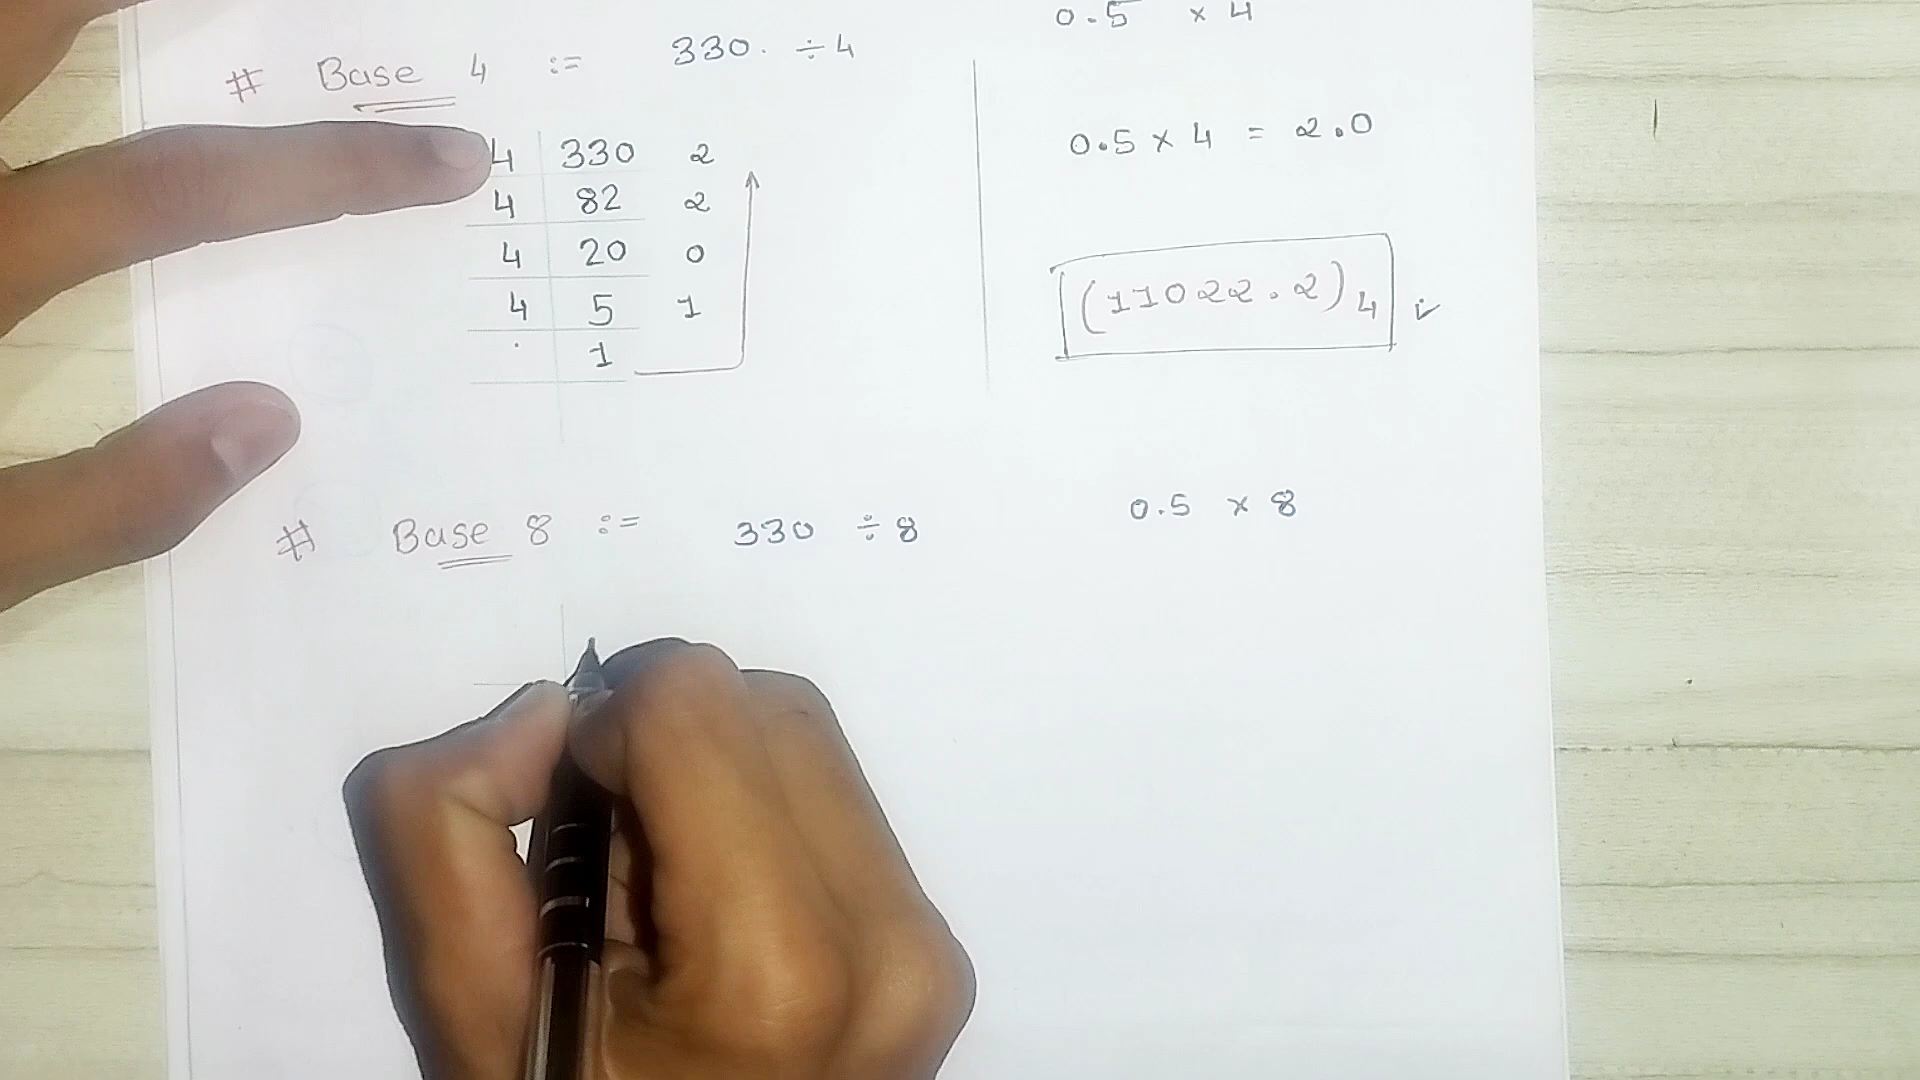 0.5 × 4
# Base 4 := 330. ÷4
4 330 2
4 82 2
4 20 0
4 5 1
1
0.5 × 4 = 2.0
(11022.2)4 ✓
# Base 8 := 330 ÷8
0.5 × 8